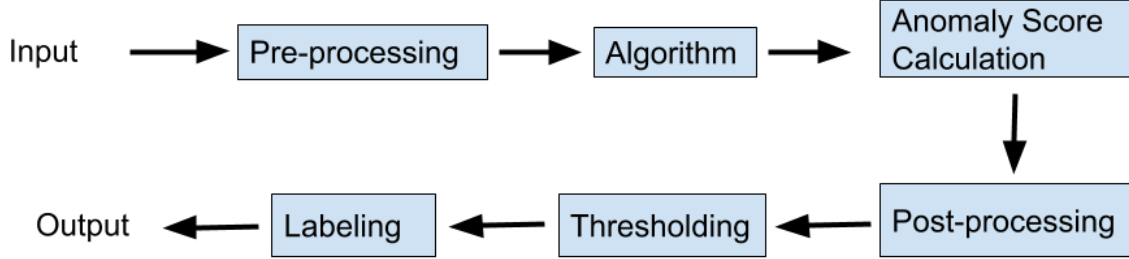 Input
Pre-processing
Algorithm
Anomaly Score
Calculation
Post-processing
Thresholding
Labeling
Output